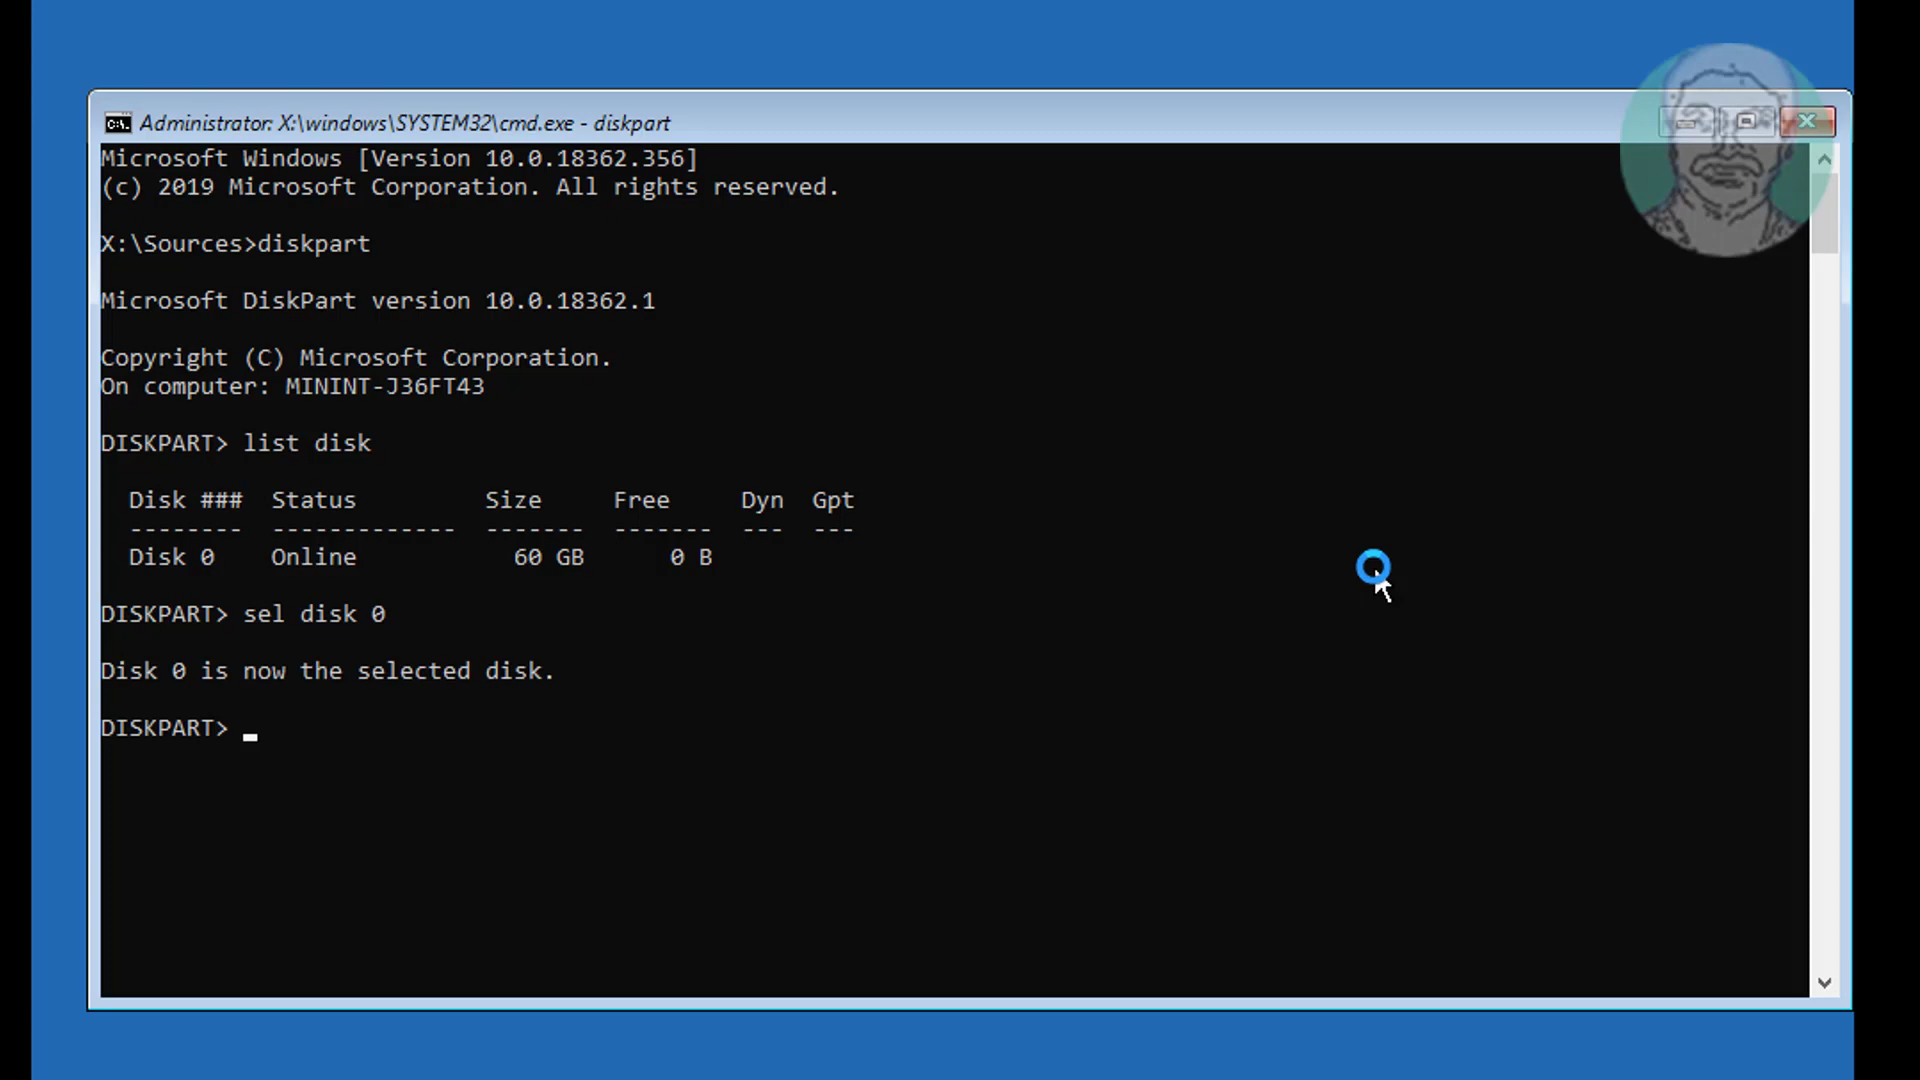 Administrator: X:\windows\SYSTEM32\cmd.exe - diskpart
Microsoft Windows [Version 10.0.18362.356]
(c) 2019 Microsoft Corporation. All rights reserved.
X:\Sources>diskpart
Microsoft DiskPart version 10.0.18362.1
Copyright (C) Microsoft Corporation.
On computer: MININT-J36FT43
DISKPART> list disk
Disk ###  Status         Size     Free     Dyn  Gpt
--------  -------------  -------  -------  ---  ---
Disk 0    Online           60 GB      0 B
DISKPART> sel disk 0
Disk 0 is now the selected disk.
DISKPART>